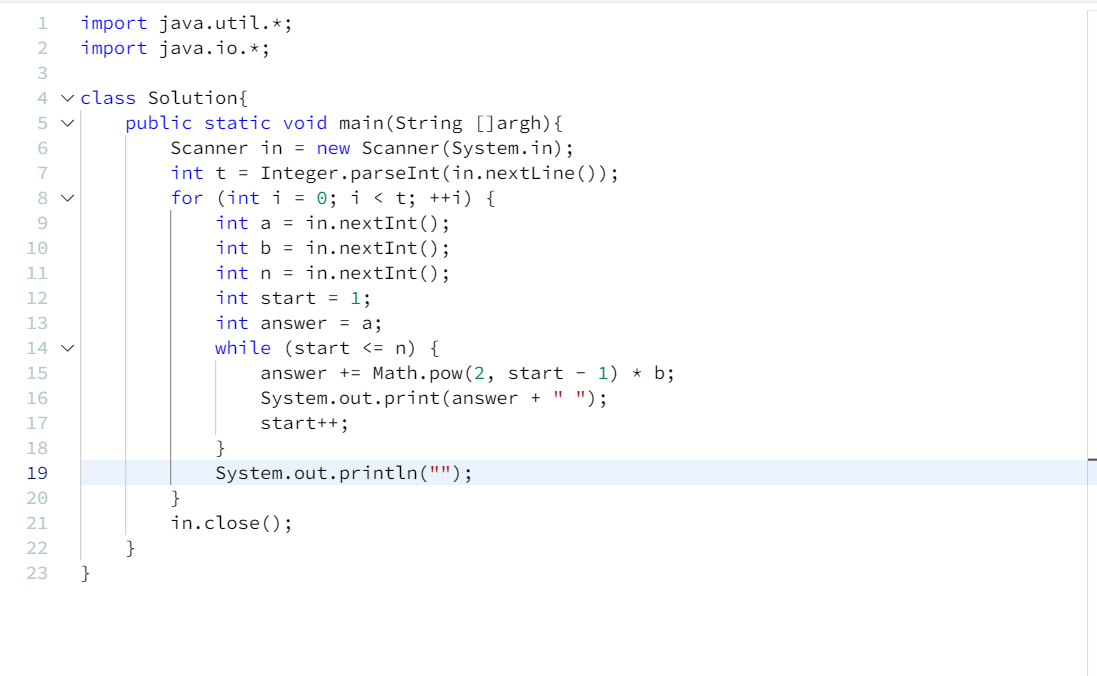 1 import java.util.*;
2 import java.io.*;
3
4 class Solution{
5     public static void main(String []argh){
6         Scanner in = new Scanner(System.in);
7         int t = Integer.parseInt(in.nextLine());
8         for (int i = 0; i < t; ++i) {
9             int a = in.nextInt();
10             int b = in.nextInt();
11             int n = in.nextInt();
12             int start = 1;
13             int answer = a;
14             while (start <= n) {
15                 answer += Math.pow(2, start - 1) * b;
16                 System.out.print(answer + " ");
17                 start++;
18             }
19             System.out.println("");
20         }
21         in.close();
22     }
23 }